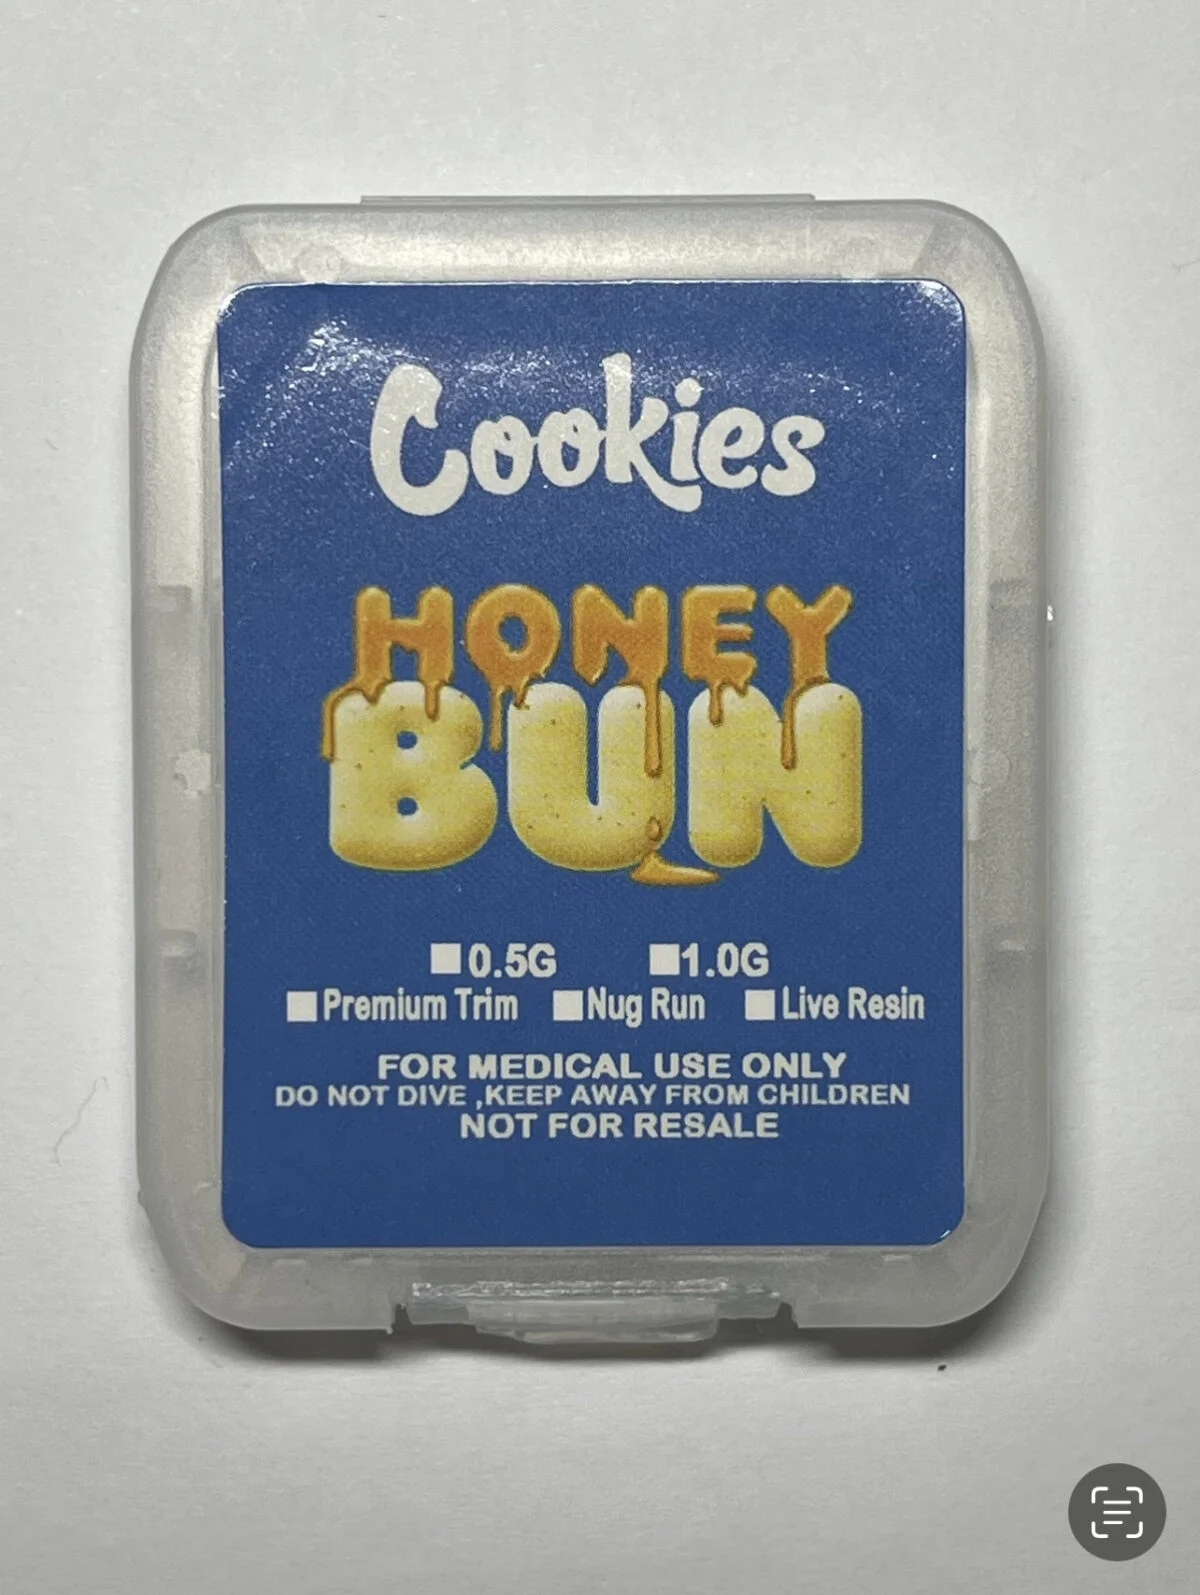 Cookies
HONEY
BUN
0.5G 1.0G
Premium Trim Nug Run Live Resin
FOR MEDICAL USE ONLY
DO NOT DIVE ,KEEP AWAY FROM CHILDREN
NOT FOR RESALE